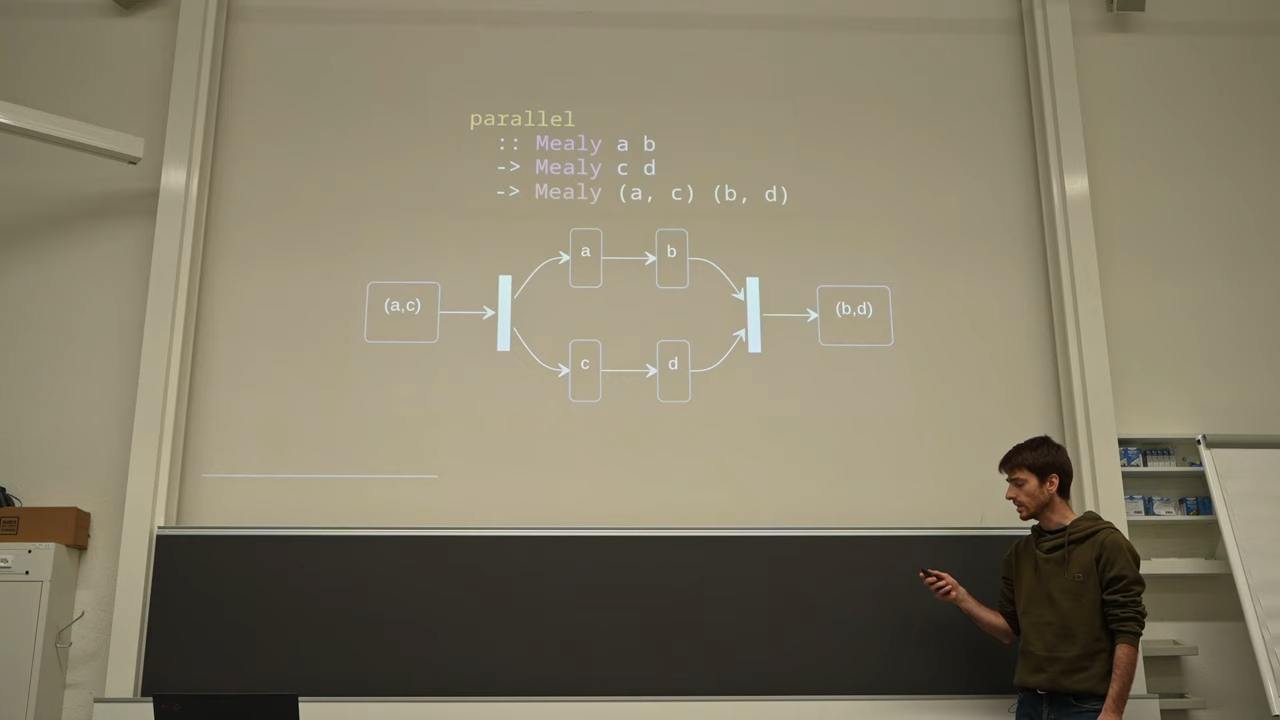 parallel
:: Mealy a b
-> Mealy c d
-> Mealy (a, c) (b, d)
a
b
(a,c)
(b,d)
c
d